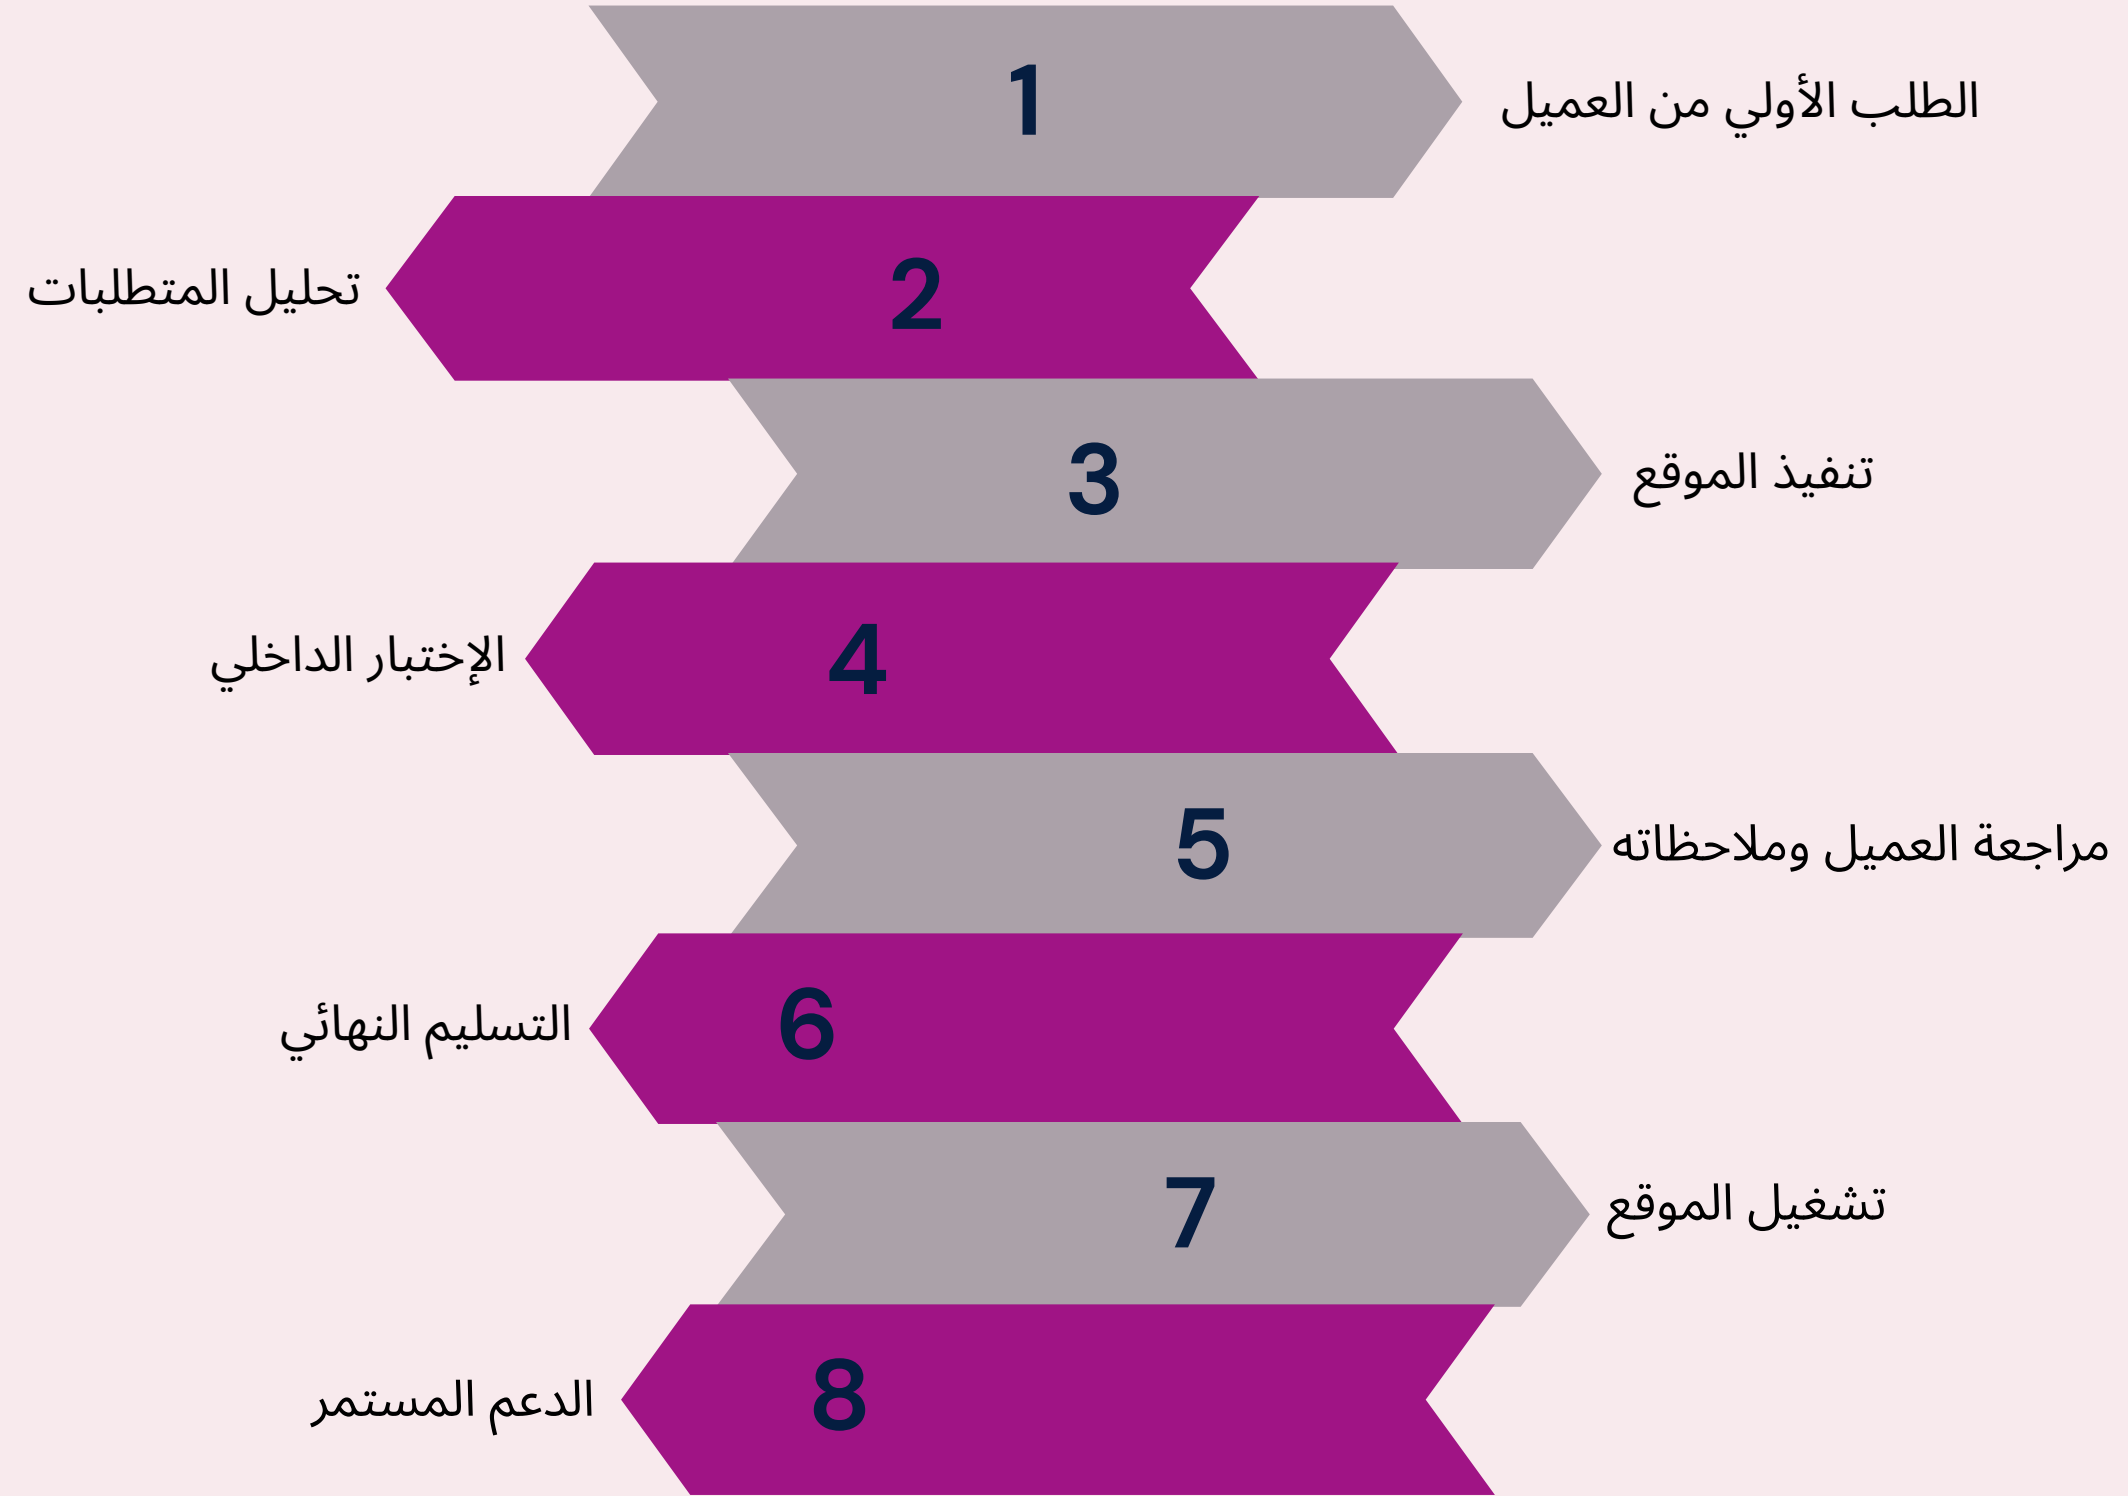 1
الطلب الأولي من العميل
2
تحليل المتطلبات
3
تنفيذ الموقع
4
الإختبار الداخلي
5
مراجعة العميل وملاحظاته
6
التسليم النهائي
7
تشغيل الموقع
8
الدعم المستمر